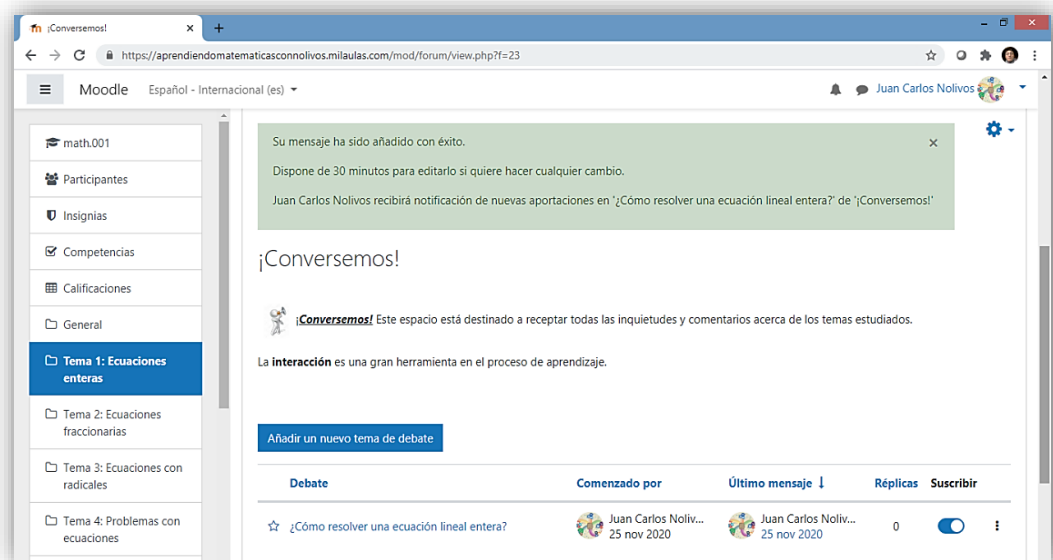 ¡Conversemos!
https://aprendiendomatematicasconnolivos.milaulas.com/mod/forum/view.php?f=23
Moodle Español - Internacional (es) Juan Carlos Nolivos
math.001
Participantes
Insignias
Competencias
Calificaciones
General
Tema 1: Ecuaciones
enteras
Tema 2: Ecuaciones
fraccionarias
Tema 3: Ecuaciones con
radicales
Tema 4: Problemas con
ecuaciones
Su mensaje ha sido añadido con éxito.
Dispone de 30 minutos para editarlo si quiere hacer cualquier cambio.
Juan Carlos Nolivos recibirá notificación de nuevas aportaciones en '¿Cómo resolver una ecuación lineal entera?' de '¡Conversemos!'
¡Conversemos!
¡Conversemos! Este espacio está destinado a receptar todas las inquietudes y comentarios acerca de los temas estudiados.
La interacción es una gran herramienta en el proceso de aprendizaje.
Añadir un nuevo tema de debate
Debate Comenzado por Último mensaje ↓ Réplicas Suscribir
¿Cómo resolver una ecuación lineal entera? Juan Carlos Noliv... Juan Carlos Noliv... 0
25 nov 2020 25 nov 2020